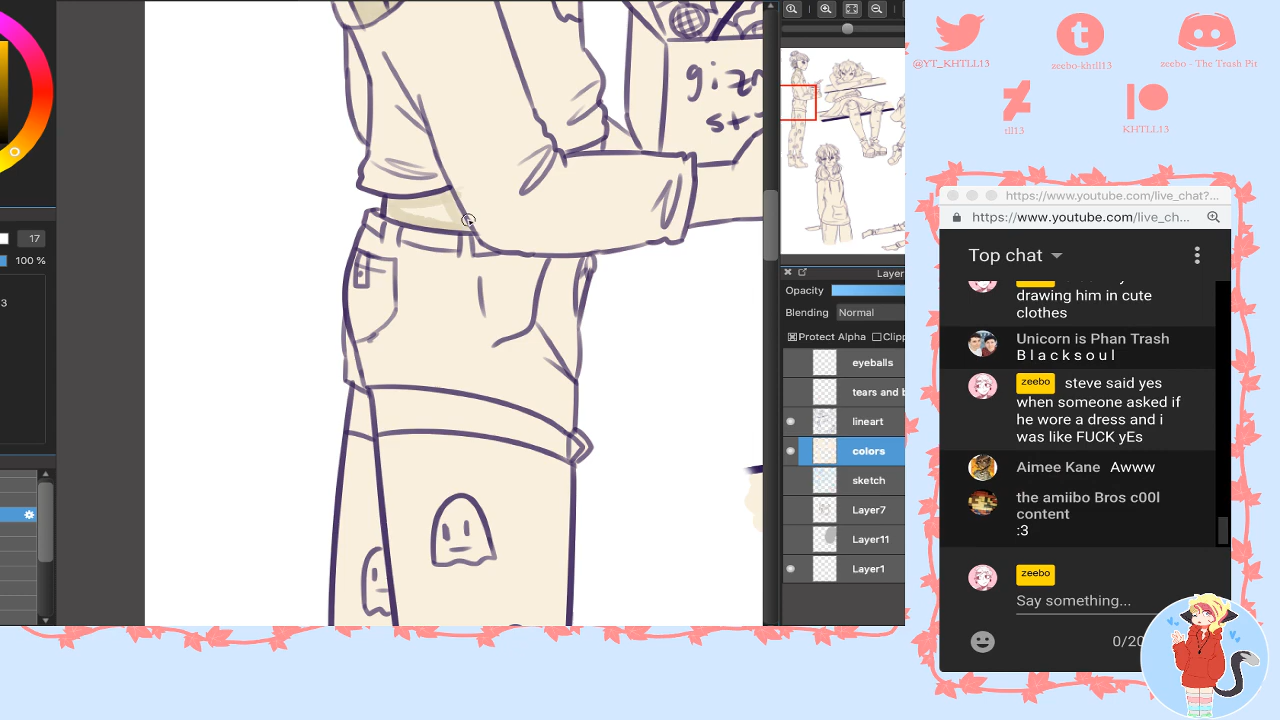 17
100 %
3
giz
st
Layer
Opacity
Blending Normal
Protect Alpha Clipp
eyeballs
tears and b
lineart
colors
sketch
Layer7
Layer11
Layer1
@YT_KHTLL13
zeebo-khrll13
zeebo - The Trash Pit
tll13
KHTLL13
https://www.youtube.com/live_chat?...
https://www.youtube.com/live_ch...
Top chat
drawing him in cute
clothes
Unicorn is Phan Trash
B l a c k s o u l
zeebo steve said yes
when someone asked if
he wore a dress and i
was like FUCK yEs
Aimee Kane Awww
the amiibo Bros c00l
content
:3
zeebo
Say something...
0/20